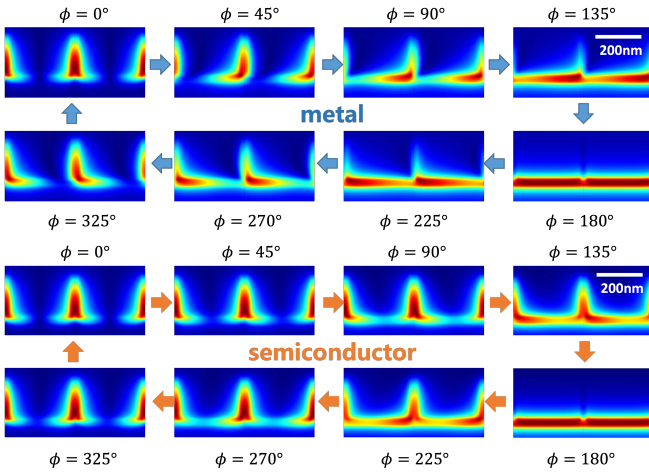 ϕ = 0° ϕ = 45° ϕ = 90° ϕ = 135°
200nm
metal
ϕ = 325° ϕ = 270° ϕ = 225° ϕ = 180°
ϕ = 0° ϕ = 45° ϕ = 90° ϕ = 135°
200nm
semiconductor
ϕ = 325° ϕ = 270° ϕ = 225° ϕ = 180°